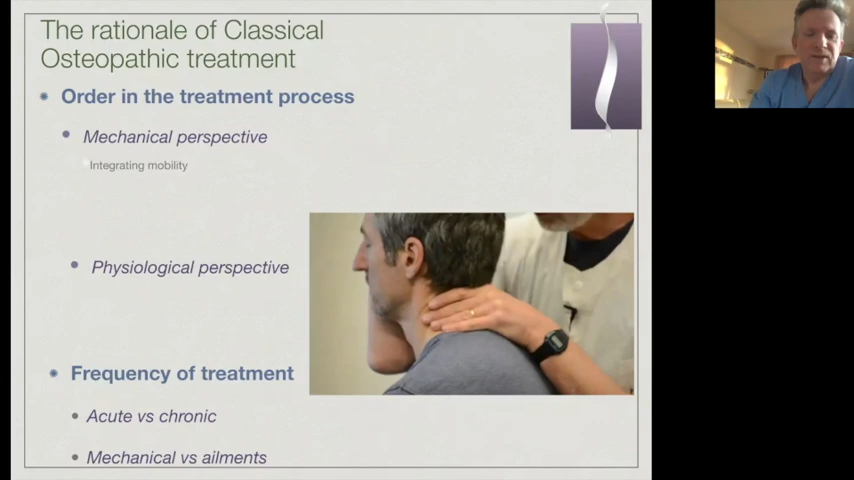 The rationale of Classical
Osteopathic treatment
Order in the treatment process
Mechanical perspective
Integrating mobility
Physiological perspective
Frequency of treatment
Acute vs chronic
Mechanical vs ailments